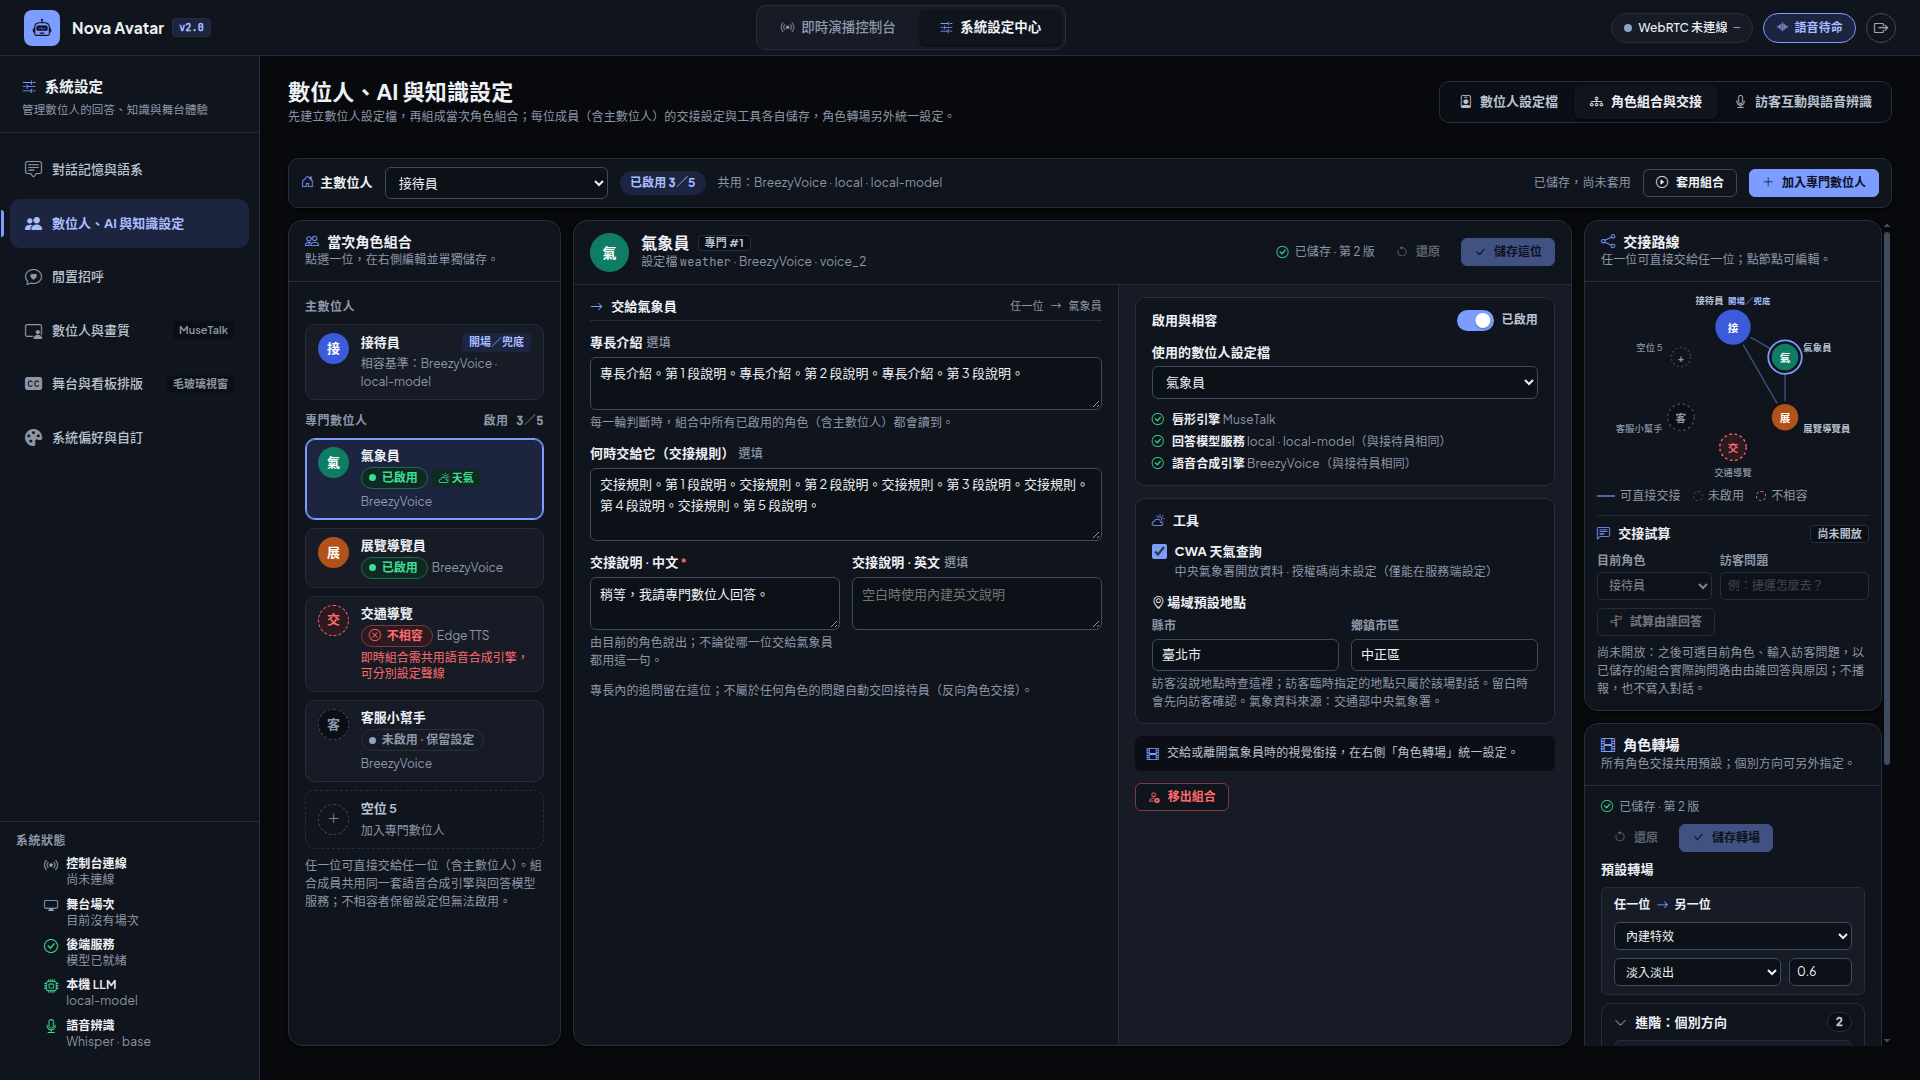 Nova Avatar v2.0
即時演播控制台
系統設定中心
WebRTC 未連線 –
語音待命
系統設定
管理數位人的回答、知識與舞台體驗
對話記憶與語系
數位人、AI 與知識設定
閒置招呼
數位人與畫質 MuseTalk
舞台與看板排版 毛玻璃視窗
系統偏好與自訂
系統狀態
控制台連線
尚未連線
舞台場次
目前沒有場次
後端服務
模型已就緒
本機 LLM
local-model
語音辨識
Whisper · base
數位人、AI 與知識設定
先建立數位人設定檔，再組成當次角色組合；每位成員（含主數位人）的交接設定與工具各自儲存，角色轉場另外統一設定。
數位人設定檔
角色組合與交接
訪客互動與語音辨識
主數位人 接待員 已啟用 3／5 共用：BreezyVoice · local · local-model
已儲存，尚未套用 套用組合 加入專門數位人
當次角色組合
點選一位，在右側編輯並單獨儲存。
主數位人
接 接待員 開場／兜底
相容基準：BreezyVoice ·
local-model
專門數位人 啟用 3／5
氣 氣象員
已啟用 天氣
BreezyVoice
展 展覽導覽員
已啟用 BreezyVoice
交 交通導覽
不相容 Edge TTS
即時組合需共用語音合成引擎，
可分別設定聲線
客 客服小幫手
未啟用 · 保留設定
BreezyVoice
空位 5
加入專門數位人
任一位可直接交給任一位（含主數位人）。組
合成員共用同一套語音合成引擎與回答模型
服務；不相容者保留設定但無法啟用。
氣 氣象員 專門 #1
設定檔 weather · BreezyVoice · voice_2
已儲存 · 第 2 版 還原 儲存這位
交給氣象員 任一位 → 氣象員
專長介紹 選填
專長介紹。第 1 段說明。專長介紹。第 2 段說明。專長介紹。第 3 段說明。
每一輪判斷時，組合中所有已啟用的角色（含主數位人）都會讀到。
何時交給它（交接規則） 選填
交接規則。第 1 段說明。交接規則。第 2 段說明。交接規則。第 3 段說明。交接規則。
第 4 段說明。交接規則。第 5 段說明。
交接說明 · 中文 *
稍等，我請專門數位人回答。
交接說明 · 英文 選填
空白時使用內建英文說明
由目前的角色說出；不論從哪一位交給氣象員
都用這一句。
專長內的追問留在這位；不屬於任何角色的問題自動交回接待員（反向角色交接）。
啟用與相容 已啟用
使用的數位人設定檔
氣象員
唇形引擎 MuseTalk
回答模型服務 local · local-model（與接待員相同）
語音合成引擎 BreezyVoice（與接待員相同）
工具
CWA 天氣查詢
中央氣象署開放資料 · 授權碼尚未設定（僅能在服務端設定）
場域預設地點
縣市
臺北市
鄉鎮市區
中正區
訪客沒說地點時查這裡；訪客臨時指定的地點只屬於該場對話。留白時
會先向訪客確認。氣象資料來源：交通部中央氣象署。
交給或離開氣象員時的視覺銜接，在右側「角色轉場」統一設定。
移出組合
交接路線
任一位可直接交給任一位；點節點可編輯。
接待員 開場／兜底
接
空位 5
+
氣
氣象員
客
客服小幫手
展
展覽導覽員
交
交通導覽
可直接交接 未啟用 不相容
交接試算 尚未開放
目前角色 訪客問題
接待員 例：捷運怎麼去？
試算由誰回答
尚未開放：之後可選目前角色、輸入訪客問題，以
已儲存的組合實際詢問路由由誰回答與原因；不播
報，也不寫入對話。
角色轉場
所有角色交接共用預設；個別方向可另外指定。
已儲存 · 第 2 版
還原 儲存轉場
預設轉場
任一位 → 另一位
內建特效
淡入淡出 0.6
進階：個別方向 2